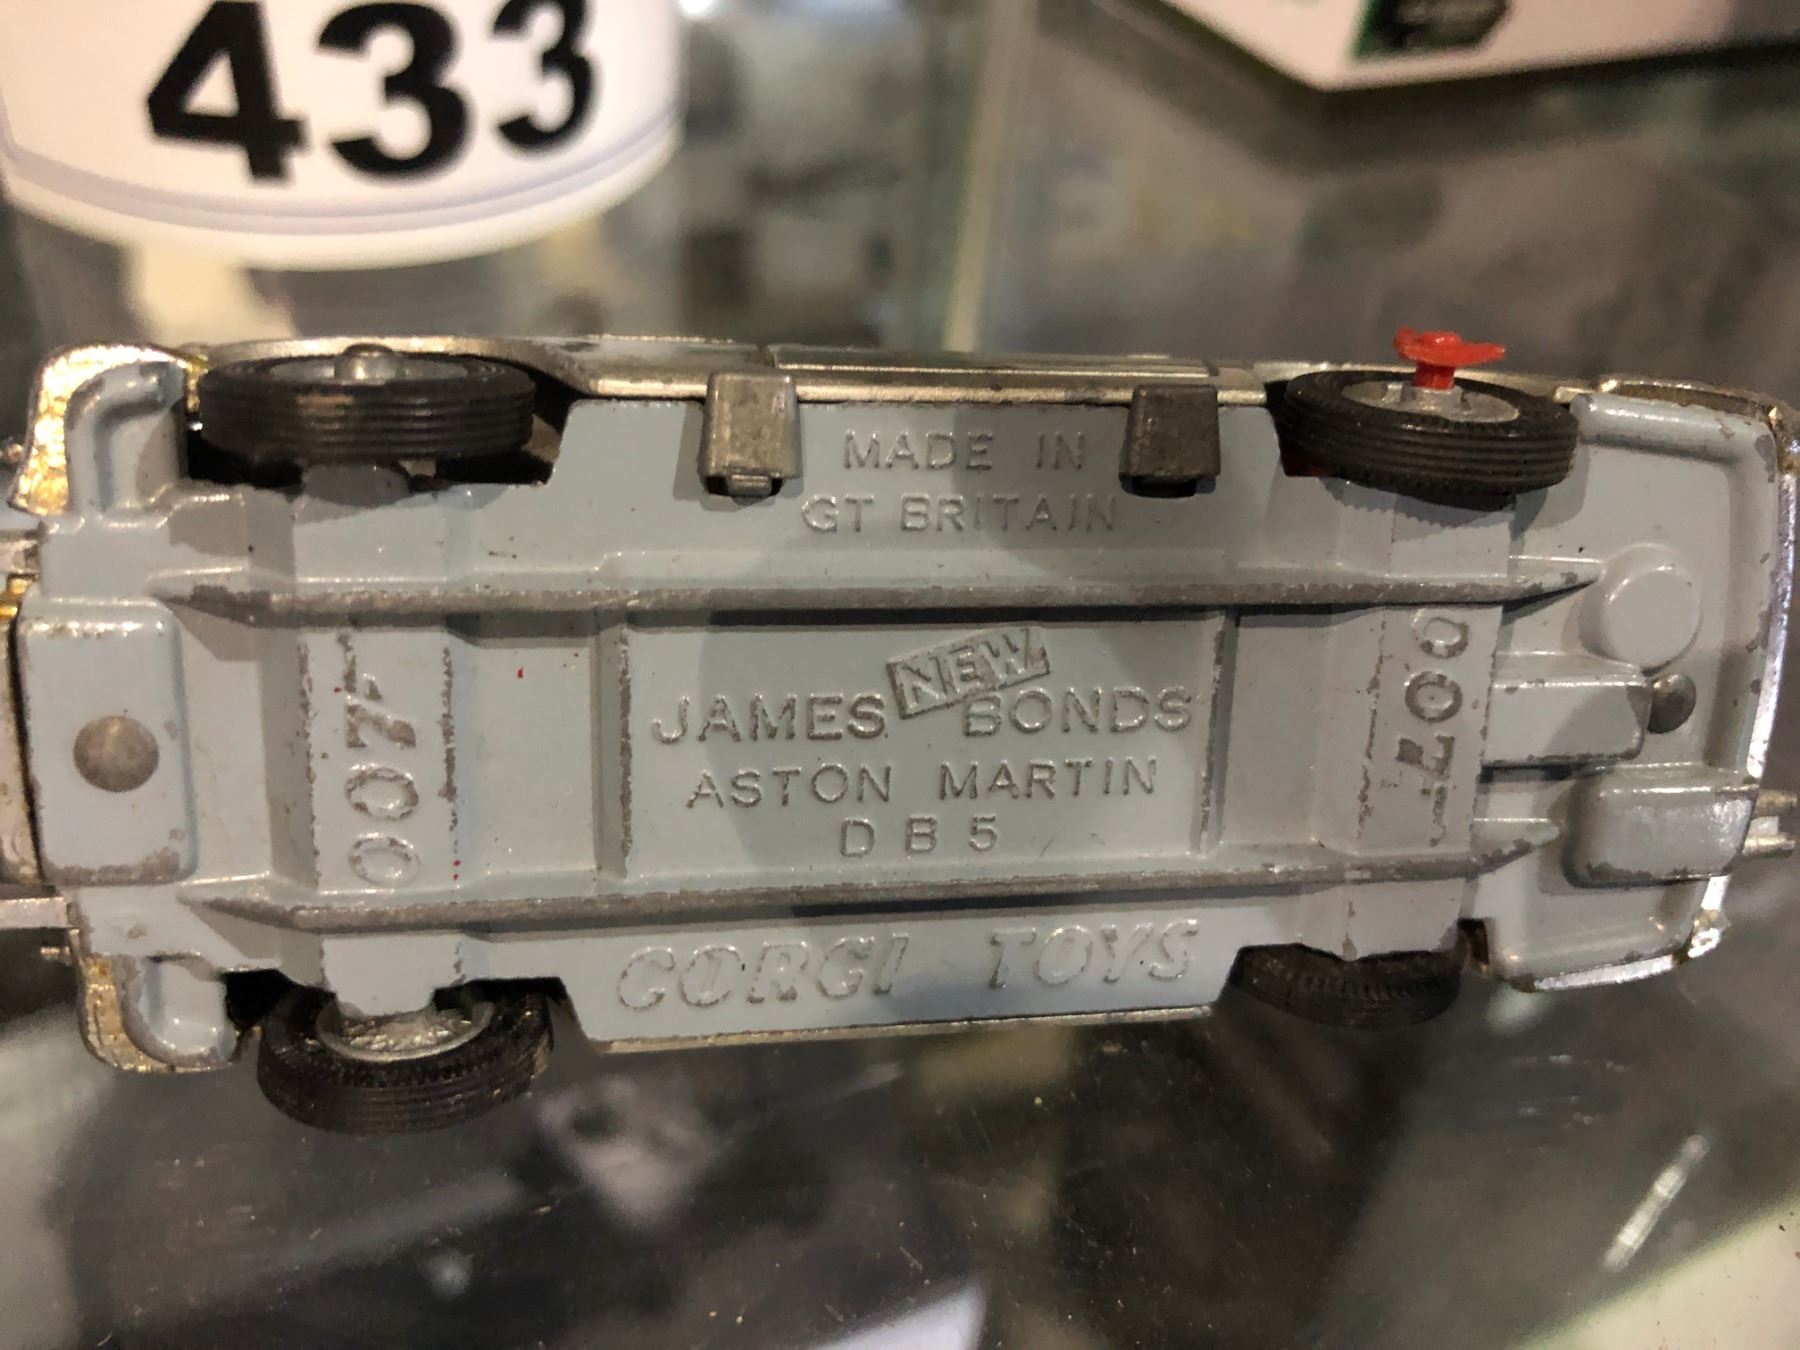 433
MADE IN
GT BRITAIN
007
NEW
JAMES BONDS
ASTON MARTIN
DB5
007
CORGI TOYS